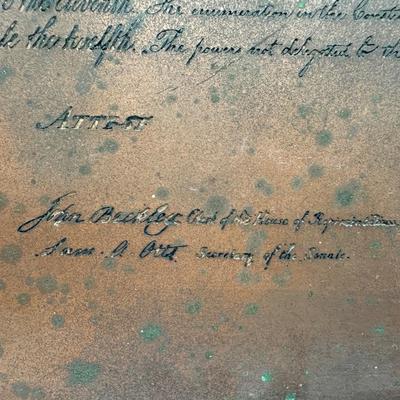 the eleventh. The enumeration in the Constit
le the twelfth. The powers not delegated to the
ATTEST
John Beckley Clerk of the House of Representatives
Sam. A. Otis Secretary of the Senate.